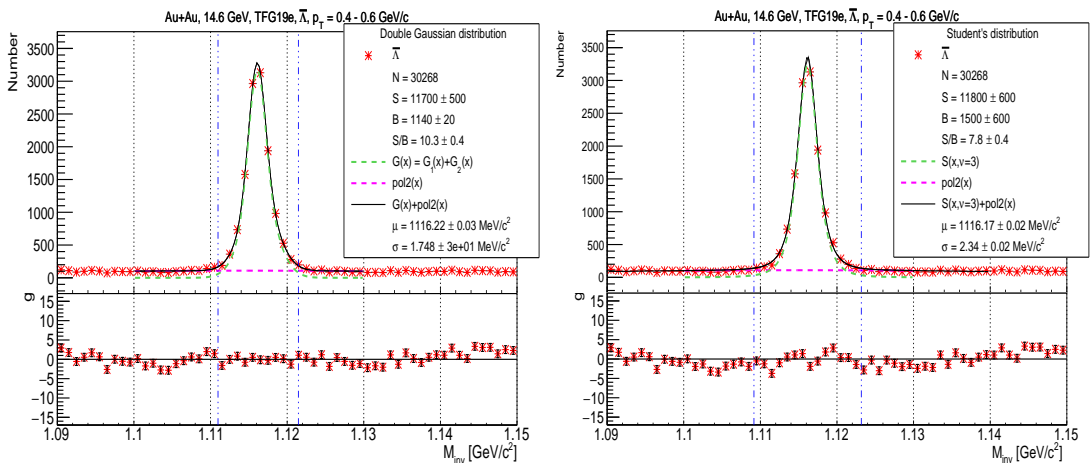 Au+Au, 14.6 GeV, TFG19e, Λ̅, p_T = 0.4 - 0.6 GeV/c
Number
3500
3000
2500
2000
1500
1000
500
0
Double Gaussian distribution
Λ̅
N = 30268
S = 11700 ± 500
B = 1140 ± 20
S/B = 10.3 ± 0.4
G(x) = G_1(x)+G_2(x)
pol2(x)
G(x)+pol2(x)
μ = 1116.22 ± 0.03 MeV/c²
σ = 1.748 ± 3e+01 MeV/c²
g
15
10
5
0
−5
−10
−15
1.09 1.1 1.11 1.12 1.13 1.14 1.15
M_inv [GeV/c²]
Au+Au, 14.6 GeV, TFG19e, Λ̅, p_T = 0.4 - 0.6 GeV/c
Number
3500
3000
2500
2000
1500
1000
500
0
Student's distribution
Λ̅
N = 30268
S = 11800 ± 600
B = 1500 ± 600
S/B = 7.8 ± 0.4
S(x,ν=3)
pol2(x)
S(x,ν=3)+pol2(x)
μ = 1116.17 ± 0.02 MeV/c²
σ = 2.34 ± 0.02 MeV/c²
g
15
10
5
0
−5
−10
−15
1.09 1.1 1.11 1.12 1.13 1.14 1.15
M_inv [GeV/c²]